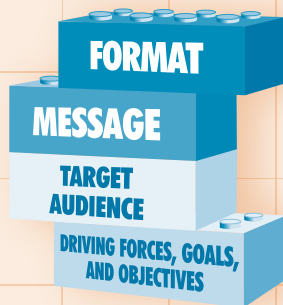 FORMAT
MESSAGE
TARGET
AUDIENCE
DRIVING FORCES, GOALS,
AND OBJECTIVES